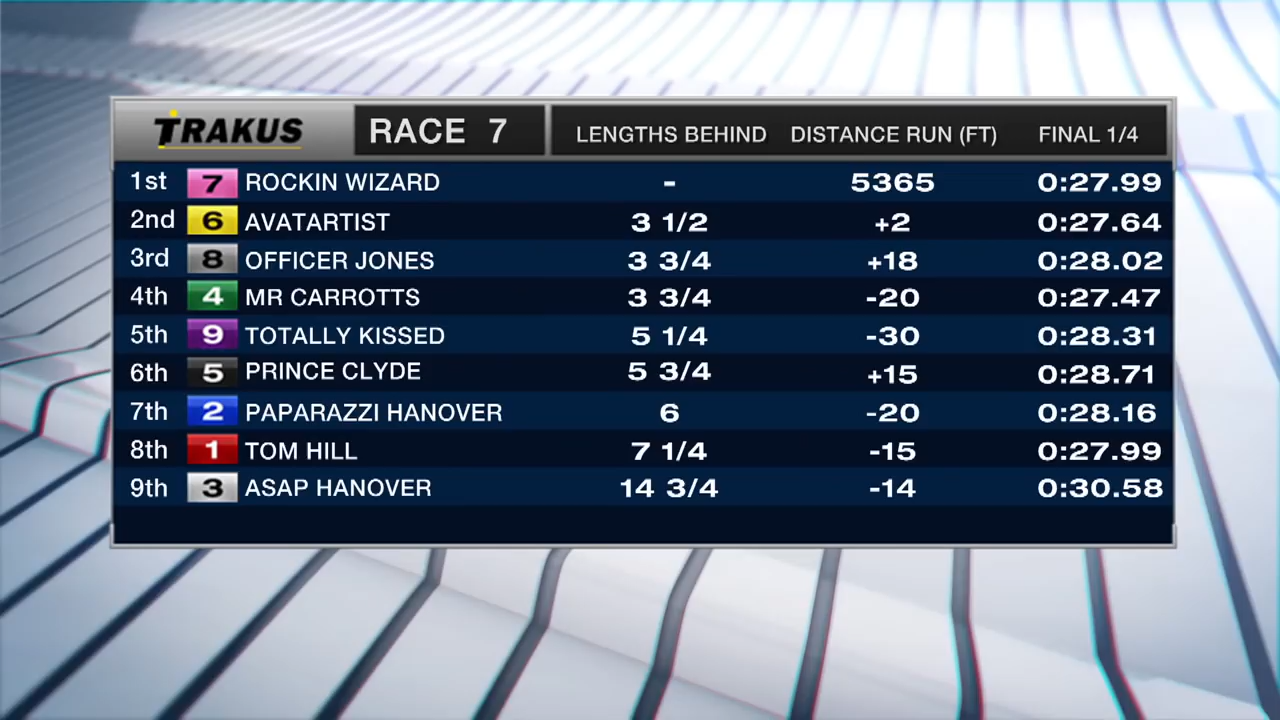 TRAKUS RACE 7 LENGTHS BEHIND DISTANCE RUN (FT) FINAL 1/4
1st 7 ROCKIN WIZARD - 5365 0:27.99
2nd 6 AVATARTIST 3 1/2 +2 0:27.64
3rd 8 OFFICER JONES 3 3/4 +18 0:28.02
4th 4 MR CARROTTS 3 3/4 -20 0:27.47
5th 9 TOTALLY KISSED 5 1/4 -30 0:28.31
6th 5 PRINCE CLYDE 5 3/4 +15 0:28.71
7th 2 PAPARAZZI HANOVER 6 -20 0:28.16
8th 1 TOM HILL 7 1/4 -15 0:27.99
9th 3 ASAP HANOVER 14 3/4 -14 0:30.58